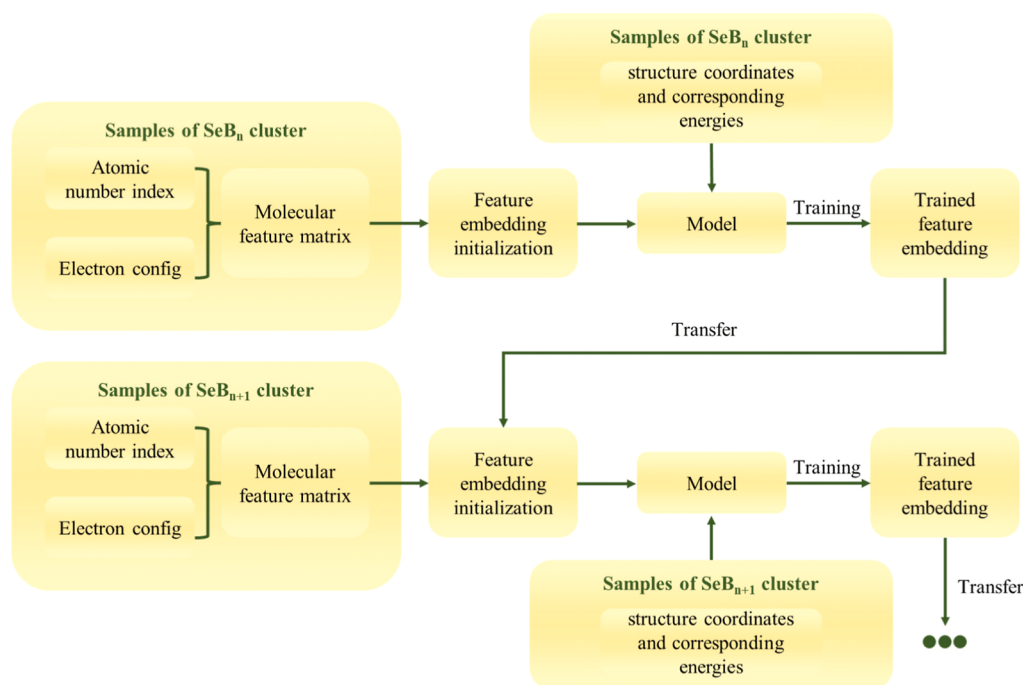 Samples of SeBₙ cluster
structure coordinates
and corresponding
energies
Samples of SeBₙ cluster
Atomic
number index
Electron config
Molecular
feature matrix
Feature
embedding
initialization
Model
Training
Trained
feature
embedding
Transfer
Samples of SeBₙ₊₁ cluster
Atomic
number index
Electron config
Molecular
feature matrix
Feature
embedding
initialization
Model
Training
Trained
feature
embedding
Samples of SeBₙ₊₁ cluster
structure coordinates
and corresponding
energies
Transfer